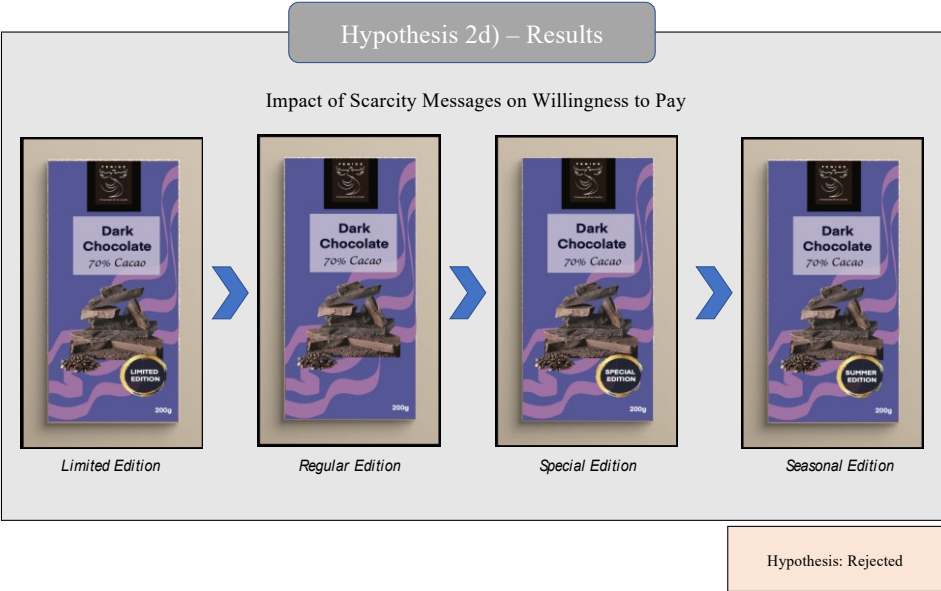 Hypothesis 2d) – Results
Impact of Scarcity Messages on Willingness to Pay
Dark
Chocolate
70% Cacao
LIMITED
EDITION
200g
Limited Edition
Dark
Chocolate
70% Cacao
200g
Regular Edition
Dark
Chocolate
70% Cacao
SPECIAL
EDITION
200g
Special Edition
Dark
Chocolate
70% Cacao
SUMMER
EDITION
200g
Seasonal Edition
Hypothesis: Rejected